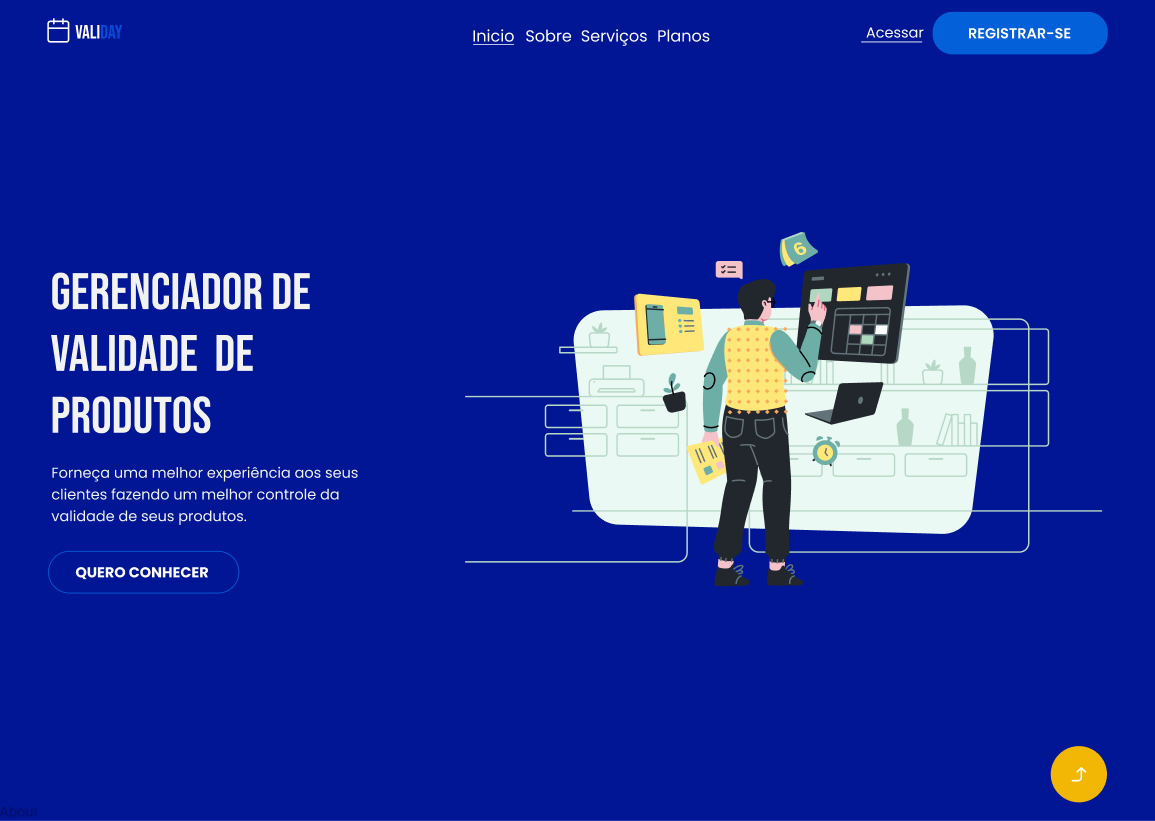 VALIDAY
Inicio Sobre Serviços Planos
Acessar
REGISTRAR-SE
GERENCIADOR DE
VALIDADE DE
PRODUTOS
Forneça uma melhor experiência aos seus
clientes fazendo um melhor controle da
validade de seus produtos.
QUERO CONHECER
6
About